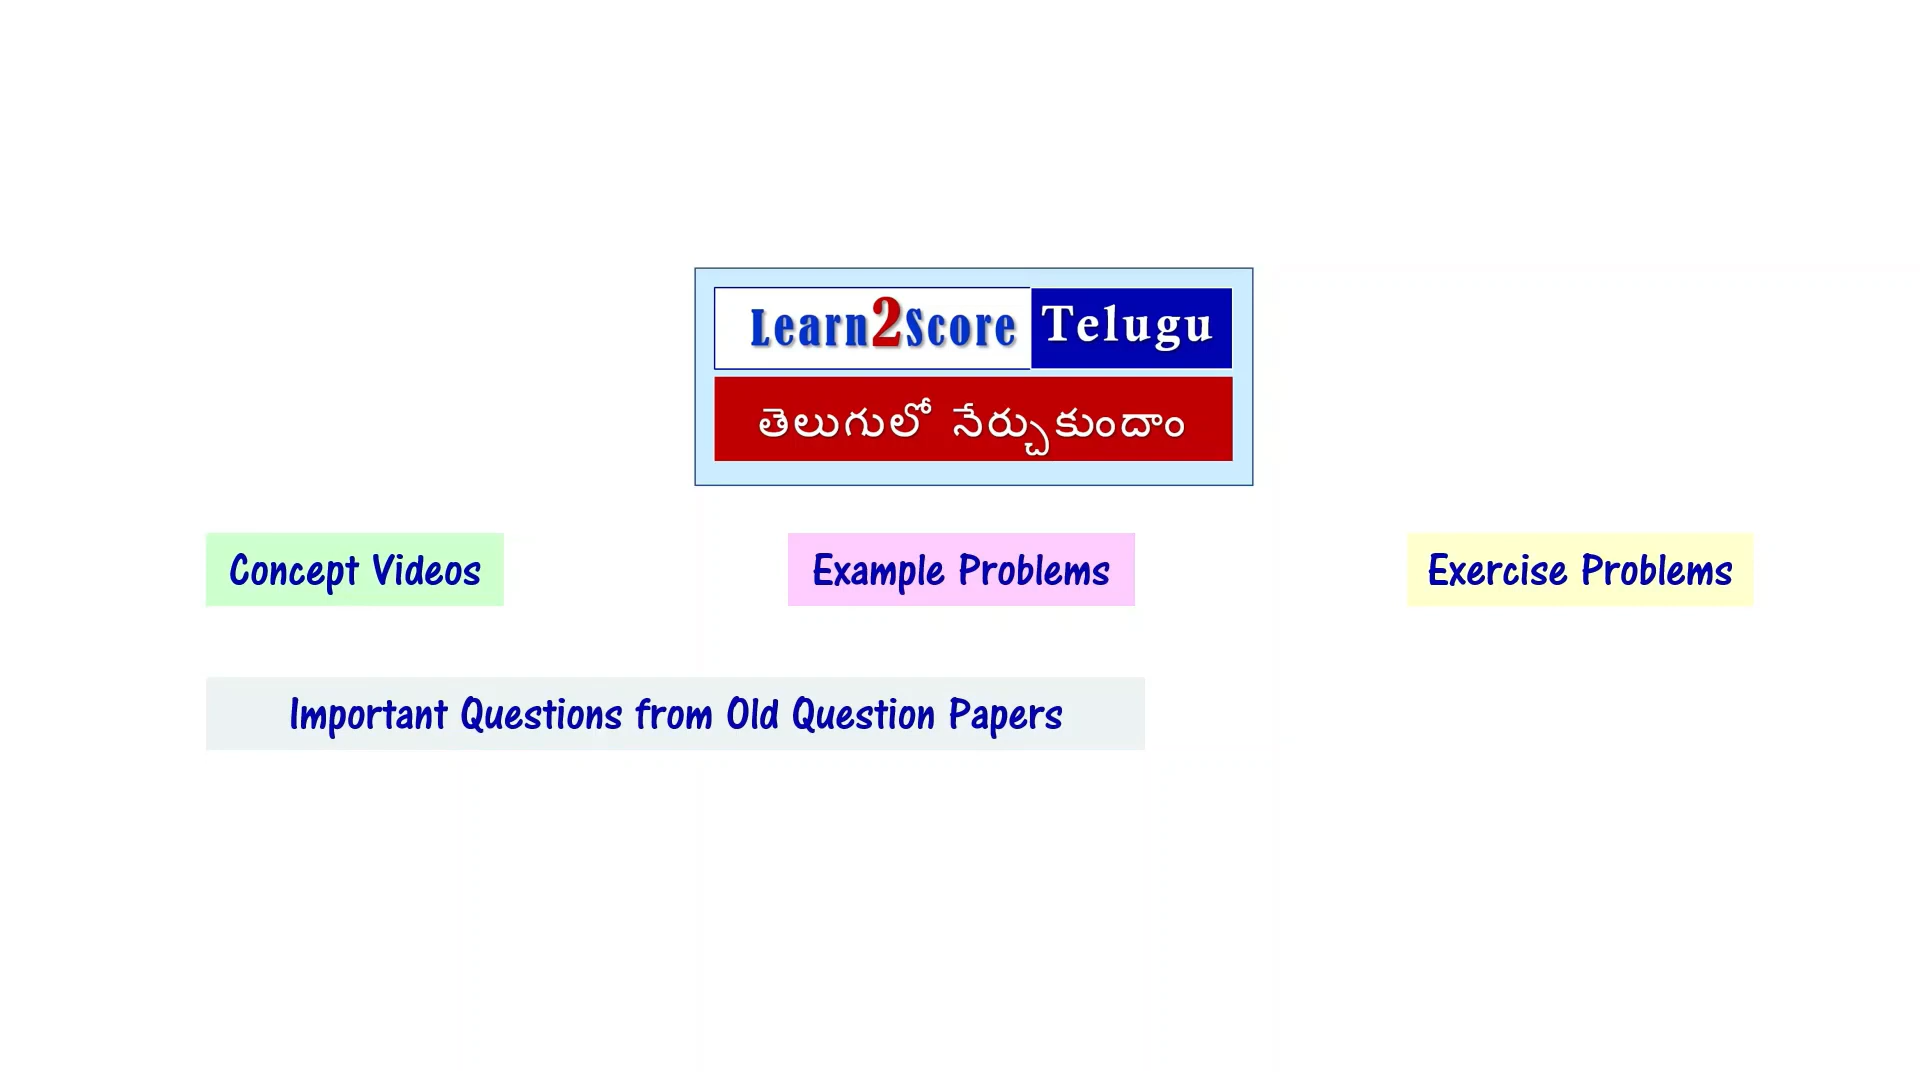 Learn2Score Telugu
తెలుగులో నేర్చుకుందాం
Concept Videos Example Problems Exercise Problems
Important Questions from Old Question Papers